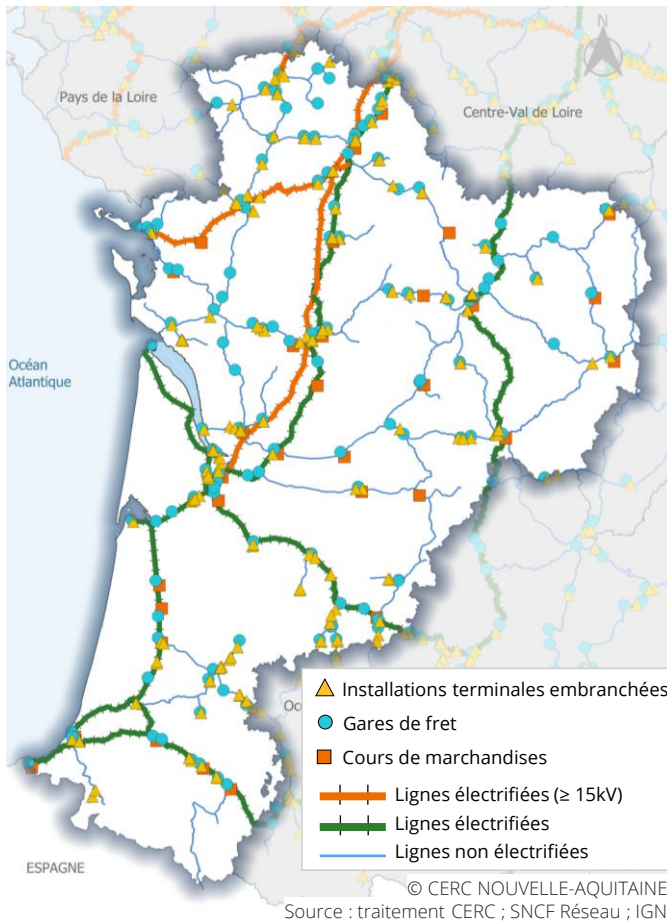 N
Pays de la Loire
Centre-Val de Loire
Océan
Atlantique
Installations terminales embranchées
Gares de fret
Cours de marchandises
Lignes électrifiées (≥ 15kV)
Lignes électrifiées
Lignes non électrifiées
ESPAGNE
© CERC NOUVELLE-AQUITAINE
Source : traitement CERC ; SNCF Réseau ; IGN